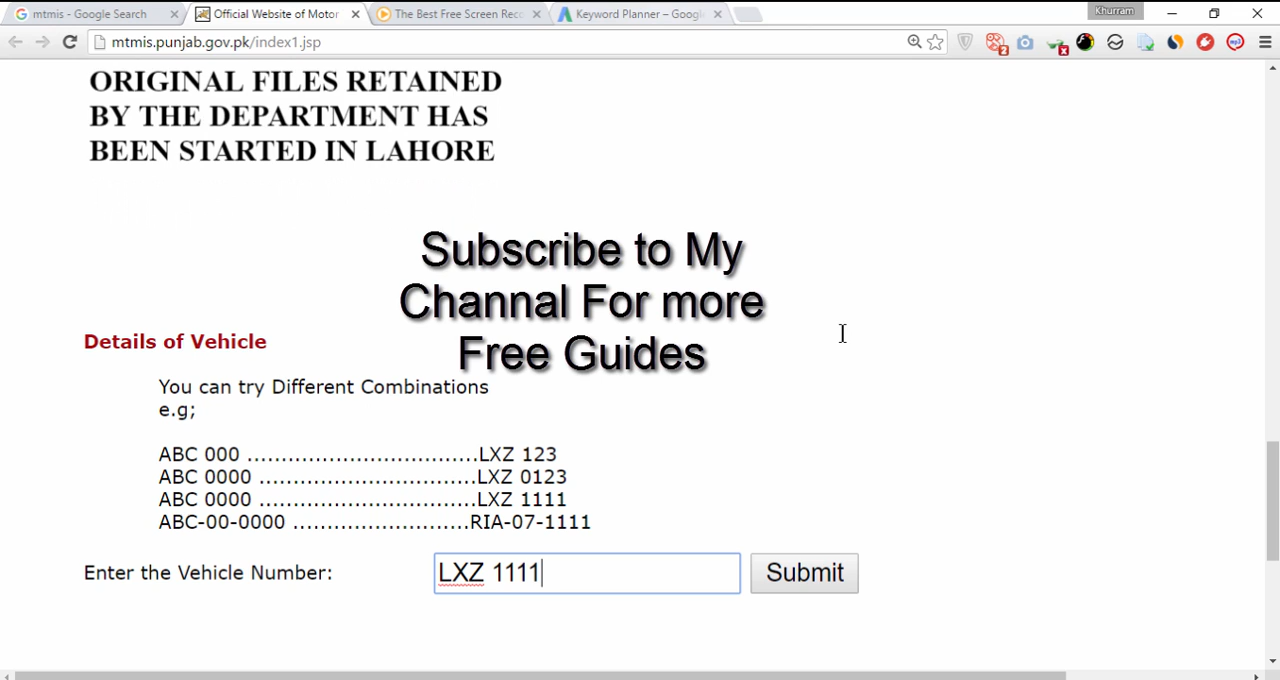 mtmis - Google Search
Official Website of Motor
The Best Free Screen Rec
Keyword Planner – Googl
Khurram
mtmis.punjab.gov.pk/index1.jsp
ORIGINAL FILES RETAINED
BY THE DEPARTMENT HAS
BEEN STARTED IN LAHORE
Subscribe to My
Channal For more
Free Guides
Details of Vehicle
You can try Different Combinations
e.g;
ABC 000 ..................................LXZ 123
ABC 0000 ................................LXZ 0123
ABC 0000 ................................LXZ 1111
ABC-00-0000 ..........................RIA-07-1111
Enter the Vehicle Number:
LXZ 1111
Submit